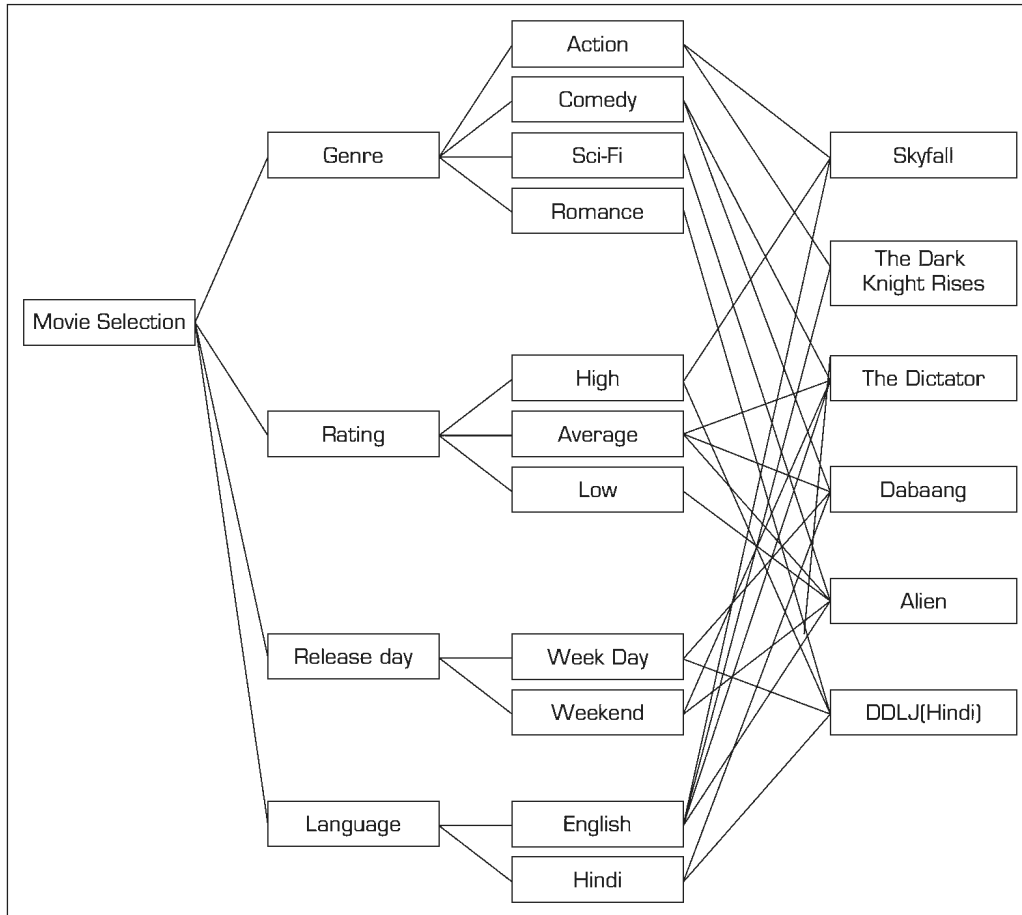 Movie Selection
Genre
Rating
Release day
Language
Action
Comedy
Sci-Fi
Romance
High
Average
Low
Week Day
Weekend
English
Hindi
Skyfall
The Dark
Knight Rises
The Dictator
Dabaang
Alien
DDLJ(Hindi)